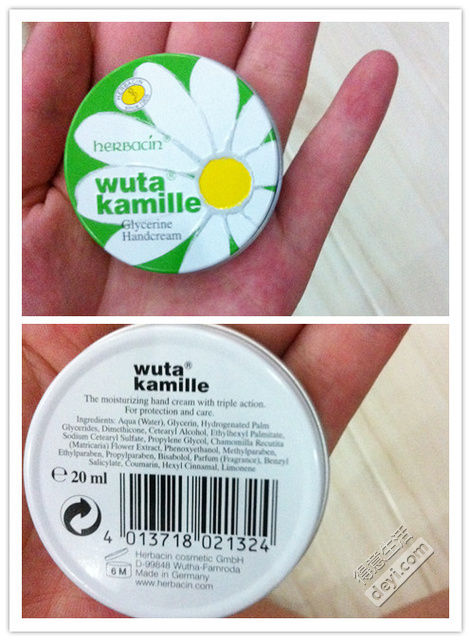 herbacin®
wuta®
kamille
Glycerine
Handcream
wuta®
kamille
The moisturizing hand cream with triple action.
For protection and care.
Ingredients: Aqua (Water), Glycerin, Hydrogenated Palm
Glycerides, Dimethicone, Cetearyl Alcohol, Ethylhexyl Palmitate,
Sodium Cetearyl Sulfate, Propylene Glycol, Chamomilla Recutita
(Matricaria) Flower Extract, Phenoxyethanol, Methylparaben,
Ethylparaben, Propylparaben, Bisabolol, Parfum (Fragrance), Benzyl
Salicylate, Coumarin, Hexyl Cinnamal, Limonene
℮ 20 ml
4 013718 021324
6 M
Herbacin cosmetic GmbH
D-99848 Wutha-Farnroda
Made in Germany
www.herbacin.com
得意生活
deyi.com